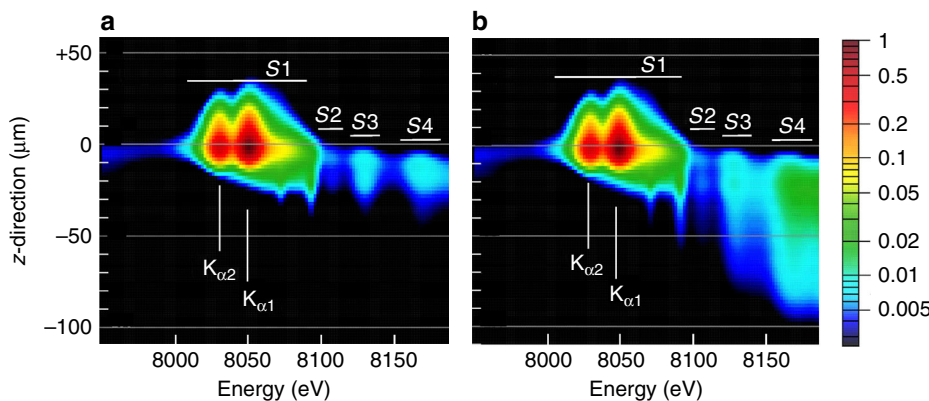 a
+50
0
−50
−100
z-direction (μm)
S1
S2
S3
S4
Kα2
Kα1
8000 8050 8100 8150
Energy (eV)
b
S1
S2
S3
S4
Kα2
Kα1
8000 8050 8100 8150
Energy (eV)
1
0.5
0.2
0.1
0.05
0.02
0.01
0.005